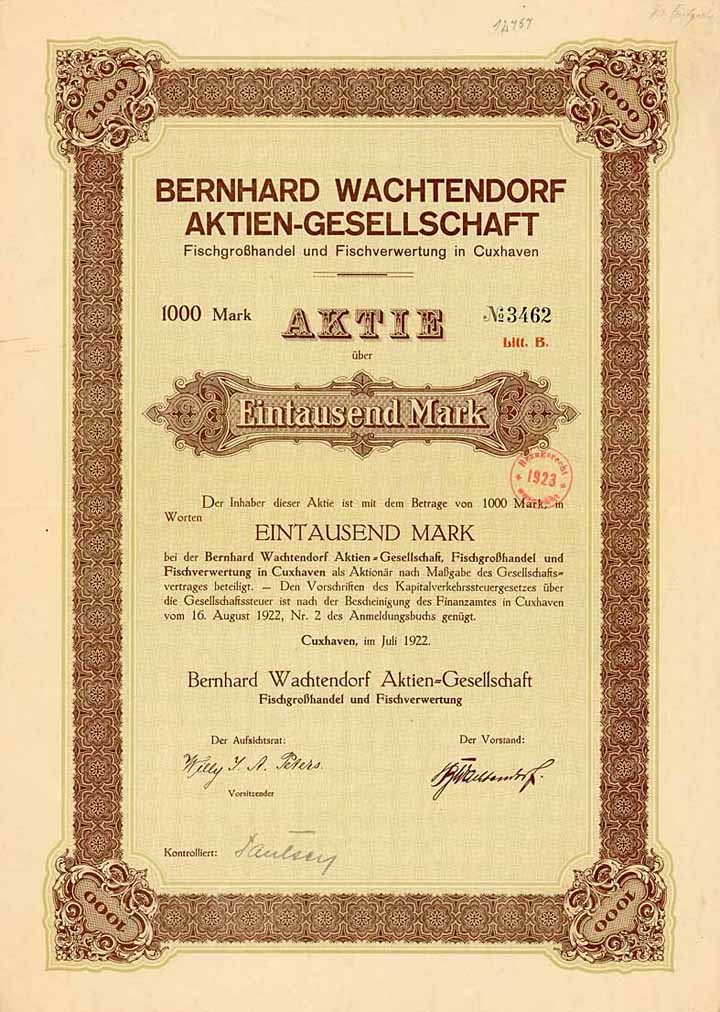 12757
1000
1000
BERNHARD WACHTENDORF
AKTIEN-GESELLSCHAFT
Fischgroßhandel und Fischverwertung in Cuxhaven
1000 Mark AKTIE № 3462
über Litt. B.
Eintausend Mark
Bezugsrecht
1923
Der Inhaber dieser Aktie ist mit dem Betrage von 1000 Mark, in
Worten
EINTAUSEND MARK
bei der Bernhard Wachtendorf Aktien-Gesellschaft, Fischgroßhandel und
Fischverwertung in Cuxhaven als Aktionär nach Maßgabe des Gesellschafts-
vertrages beteiligt. — Den Vorschriften des Kapitalverkehrssteuergesetzes über
die Gesellschaftssteuer ist nach der Bescheinigung des Finanzamtes in Cuxhaven
vom 16. August 1922, Nr. 2 des Anmeldungsbuchs genügt.
Cuxhaven, im Juli 1922.
Bernhard Wachtendorf Aktien-Gesellschaft
Fischgroßhandel und Fischverwertung
Der Aufsichtsrat: Der Vorstand:
Willy J. A. Peters Wachtendorf.
Vorsitzender
Kontrolliert: Paulsen
1000
1000